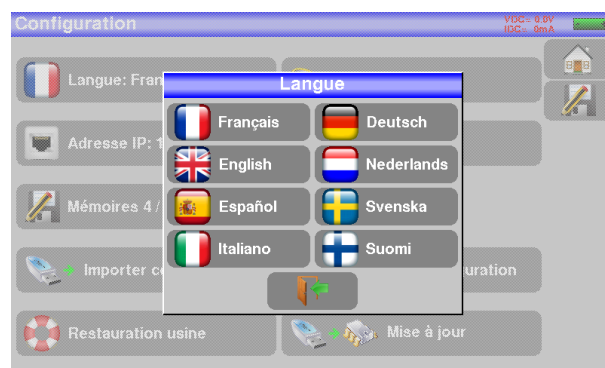 Configuration
VDC= 0.0V
IDC= 0mA
Langue: Fran
Langue
Français
Deutsch
Adresse IP: 1
English
Nederlands
Mémoires 4 /
Español
Svenska
Italiano
Suomi
Importer co
uration
Restauration usine
Mise à jour